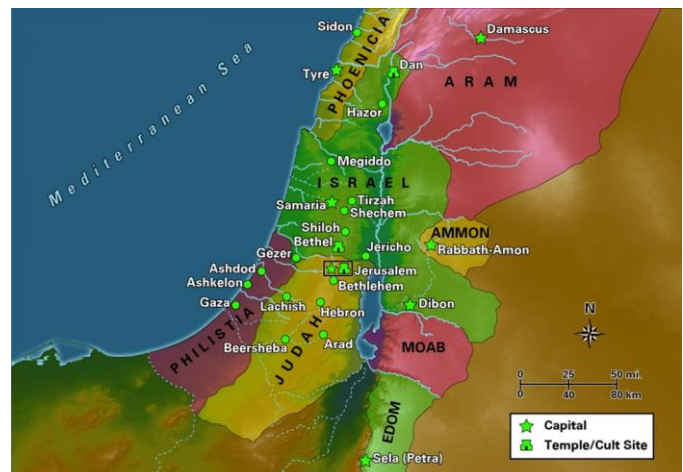 Sidon
Damascus
PHOENICIA
Tyre
Dan
ARAM
Mediterranean Sea
Hazor
Megiddo
ISRAEL
Samaria
Tirzah
Shechem
Shiloh
Bethel
AMMON
Rabbath-Amon
Gezer
Jericho
Ashdod
Jerusalem
Ashkelon
Bethlehem
Gaza
Lachish
Hebron
Dibon
PHILISTIA
JUDAH
Beersheba
Arad
MOAB
N
0 25 50 mi.
0 40 80 km
EDOM
Capital
Temple/Cult Site
Sela (Petra)